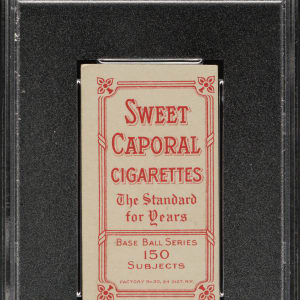 SWEET
CAPORAL
CIGARETTES
The Standard
for Years
BASE BALL SERIES
150
SUBJECTS
FACTORY No 30, 2d DIST. N.Y.